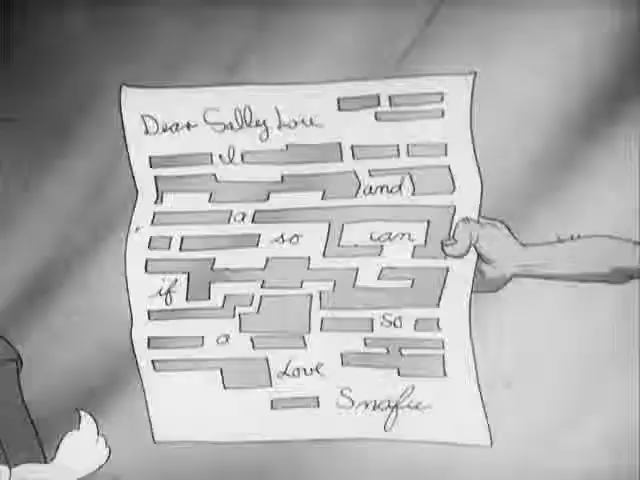 Dear Sally Lou
I
and
a
so can
if
so
a
Love
Snafu